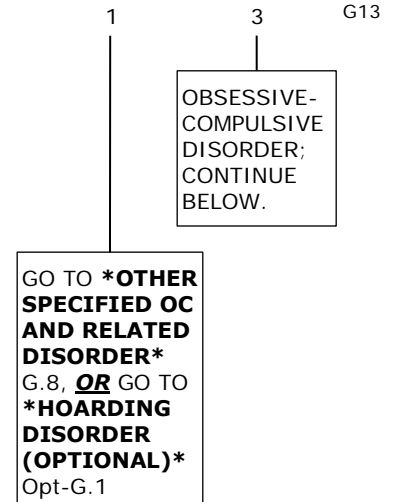 1 3 G13
OBSESSIVE-
COMPULSIVE
DISORDER;
CONTINUE
BELOW.
GO TO *OTHER
SPECIFIED OC
AND RELATED
DISORDER*
G.8, OR GO TO
*HOARDING
DISORDER
(OPTIONAL)*
Opt-G.1